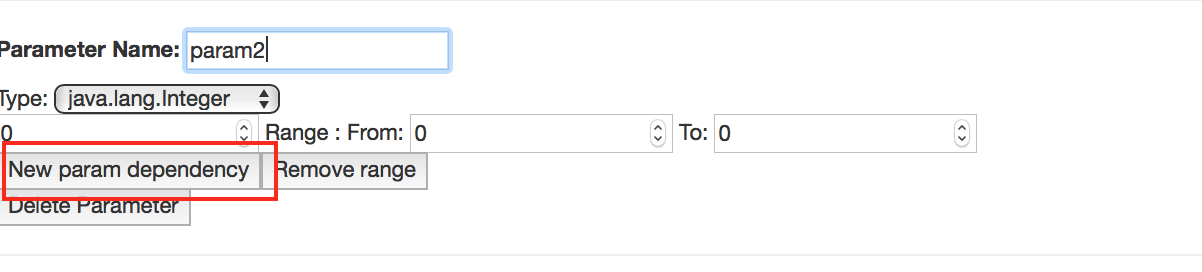 Parameter Name: param2
Type: java.lang.Integer
0 Range : From: 0 To: 0
New param dependency Remove range
Delete Parameter